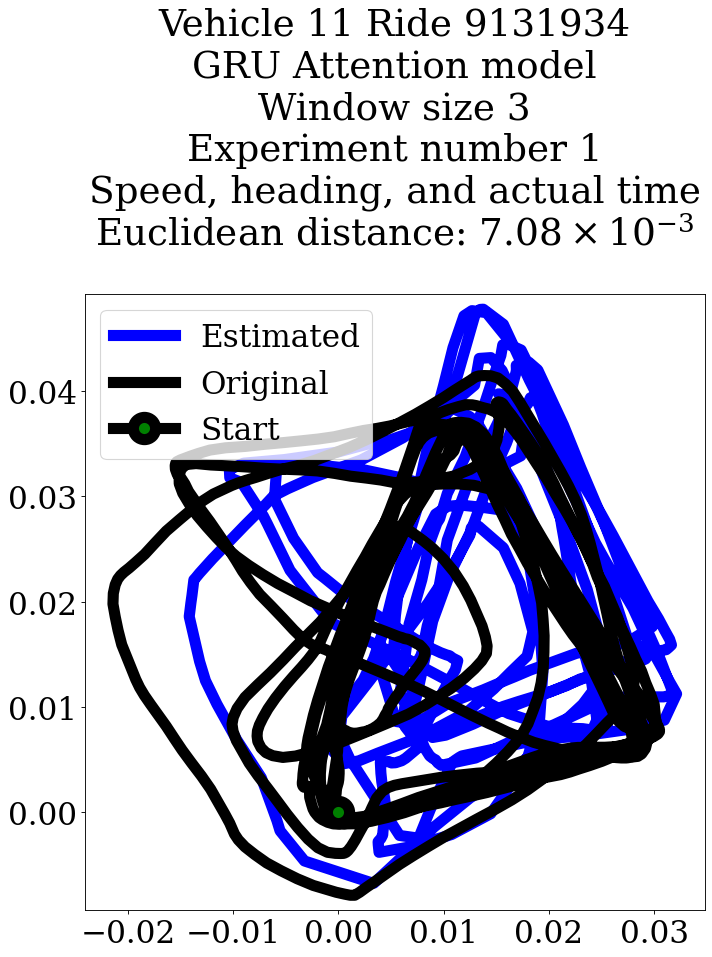 Vehicle 11 Ride 9131934
GRU Attention model
Window size 3
Experiment number 1
Speed, heading, and actual time
Euclidean distance: 7.08 × 10⁻³
Estimated
Original
Start
0.04
0.03
0.02
0.01
0.00
−0.02 −0.01 0.00 0.01 0.02 0.03